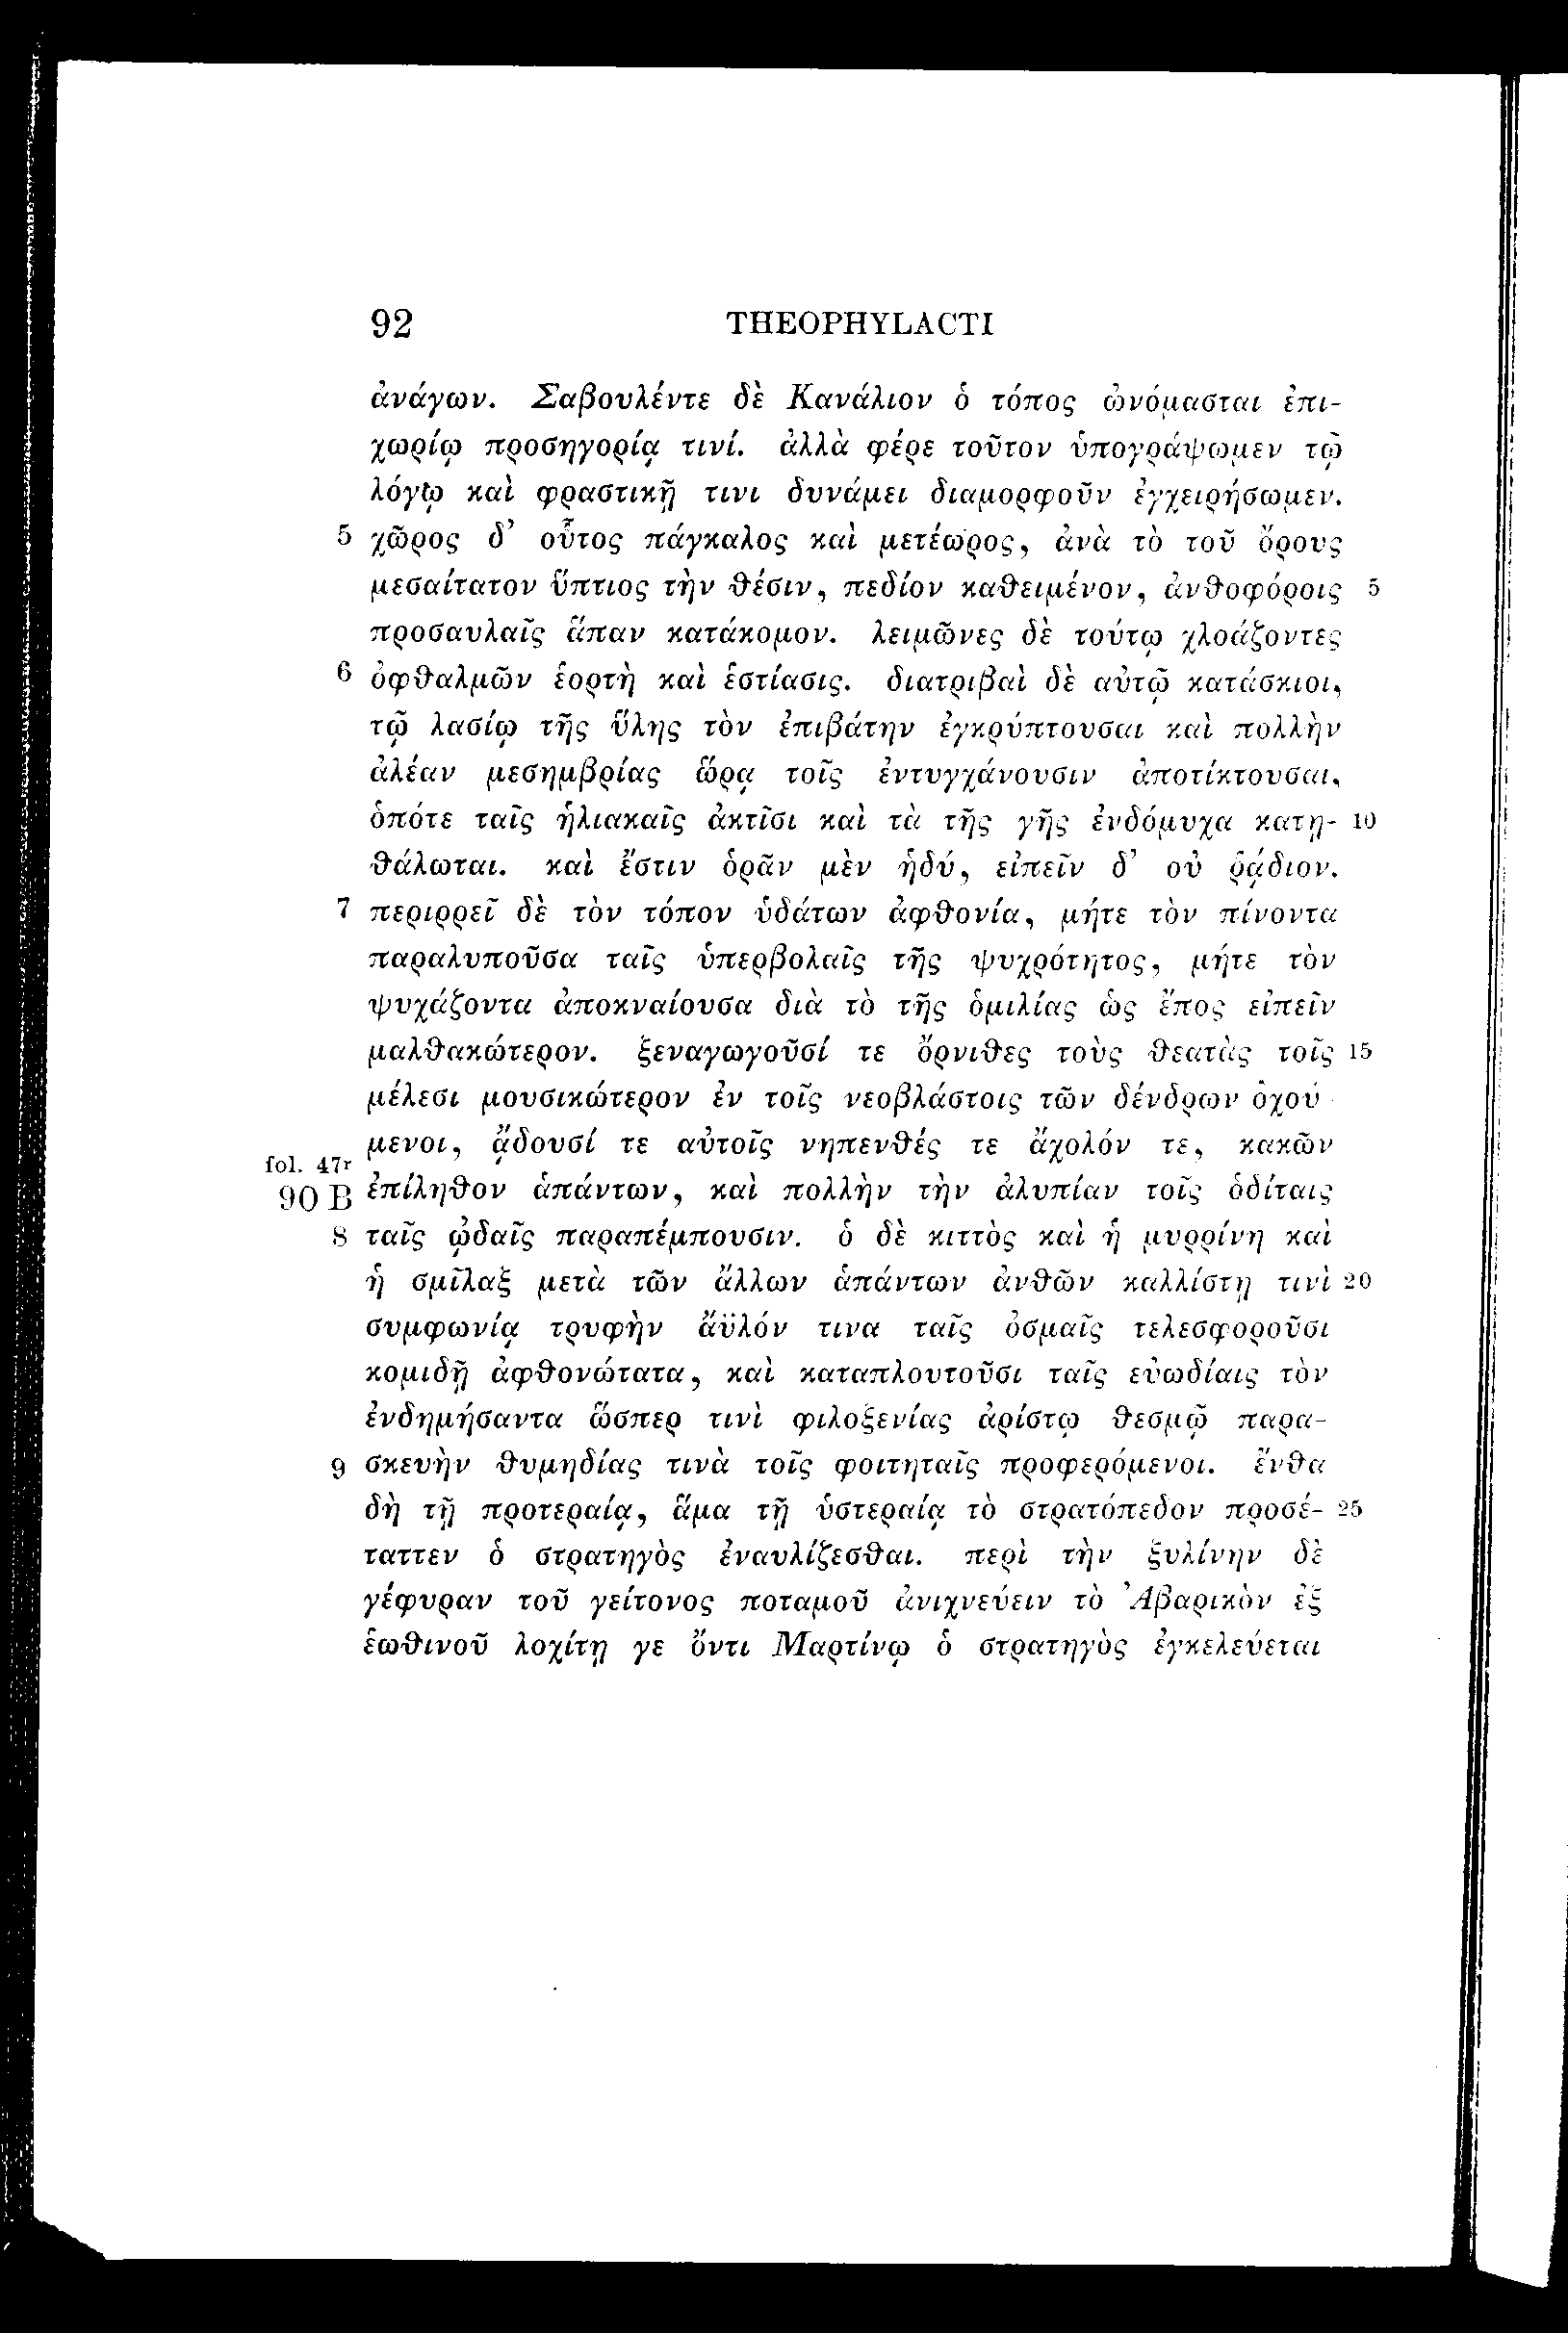 92 THEOPHYLACTI
ἀνάγων. Σαβουλέντε δὲ Κανάλιον ὁ τόπος ὠνόμασται ἐπι-
χωρίῳ προσηγορίᾳ τινί. ἀλλὰ φέρε τοῦτον ὑπογράψωμεν τῷ
λόγῳ καὶ φραστικῇ τινι δυνάμει διαμορφοῦν ἐγχειρήσωμεν.
5 χῶρος δ’ οὗτος πάγκαλος καὶ μετέωρος, ἀνὰ τὸ τοῦ ὄρους
μεσαίτατον ὕπτιος τὴν θέσιν, πεδίον καθειμένον, ἀνθοφόροις 5
προσαυλαῖς ἅπαν κατάκομον. λειμῶνες δὲ τούτῳ χλοάζοντες
6 ὀφθαλμῶν ἑορτὴ καὶ ἑστίασις. διατριβαὶ δὲ αὐτῷ κατάσκιοι,
τῷ λασίῳ τῆς ὕλης τὸν ἐπιβάτην ἐγκρύπτουσαι καὶ πολλὴν
ἀλέαν μεσημβρίας ὥρᾳ τοῖς ἐντυγχάνουσιν ἀποτίκτουσαι,
ὁπότε ταῖς ἡλιακαῖς ἀκτῖσι καὶ τὰ τῆς γῆς ἐνδόμυχα κατῃ- 10
θάλωται. καὶ ἔστιν ὁρᾶν μὲν ἡδύ, εἰπεῖν δ’ οὐ ῥᾴδιον.
7 περιρρεῖ δὲ τὸν τόπον ὑδάτων ἀφθονία, μήτε τὸν πίνοντα
παραλυποῦσα ταῖς ὑπερβολαῖς τῆς ψυχρότητος, μήτε τὸν
ψυχάζοντα ἀποκναίουσα διὰ τὸ τῆς ὁμιλίας ὡς ἔπος εἰπεῖν
μαλθακώτερον. ξεναγωγοῦσί τε ὄρνιθες τοὺς θεατὰς τοῖς 15
μέλεσι μουσικώτερον ἐν τοῖς νεοβλάστοις τῶν δένδρων ὀχού-
μενοι, ᾄδουσί τε αὐτοῖς νηπενθές τε ἄχολόν τε, κακῶν
fol. 47r
90 B ἐπίληθον ἁπάντων, καὶ πολλὴν τὴν ἀλυπίαν τοῖς ὁδίταις
8 ταῖς ᾠδαῖς παραπέμπουσιν. ὁ δὲ κιττὸς καὶ ἡ μυρρίνη καὶ
ἡ σμῖλαξ μετὰ τῶν ἄλλων ἁπάντων ἀνθῶν καλλίστῃ τινὶ 20
συμφωνίᾳ τρυφὴν ἄϋλόν τινα ταῖς ὀσμαῖς τελεσφοροῦσι
κομιδῇ ἀφθονώτατα, καὶ καταπλουτοῦσι ταῖς εὐωδίαις τὸν
ἐνδημήσαντα ὥσπερ τινὶ φιλοξενίας ἀρίστῳ θεσμῷ παρα-
9 σκευὴν θυμηδίας τινὰ τοῖς φοιτηταῖς προφερόμενοι. ἔνθα
δὴ τῇ προτεραίᾳ, ἅμα τῇ ὑστεραίᾳ τὸ στρατόπεδον προσέ- 25
ταττεν ὁ στρατηγὸς ἐναυλίζεσθαι. περὶ τὴν ξυλίνην δὲ
γέφυραν τοῦ γείτονος ποταμοῦ ἀνιχνεύειν τὸ Ἀβαρικὸν ἐξ
ἑωθινοῦ λοχίτῃ γε ὄντι Μαρτίνῳ ὁ στρατηγὸς ἐγκελεύεται